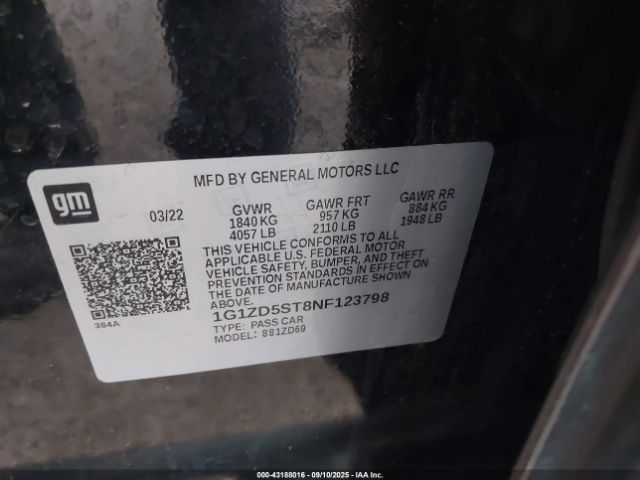 MFD BY GENERAL MOTORS LLC
gm
03/22
GVWR GAWR FRT GAWR RR
1840 KG 957 KG 884 KG
4057 LB 2110 LB 1948 LB
THIS VEHICLE CONFORMS TO ALL
APPLICABLE U.S. FEDERAL MOTOR
VEHICLE SAFETY, BUMPER, AND THEFT
PREVENTION STANDARDS IN EFFECT ON
THE DATE OF MANUFACTURE SHOWN
ABOVE.
1G1ZD5ST8NF123798
TYPE: PASS CAR
MODEL: 881ZD69
384A
000-43188016 - 09/10/2025 - IAAI.COM